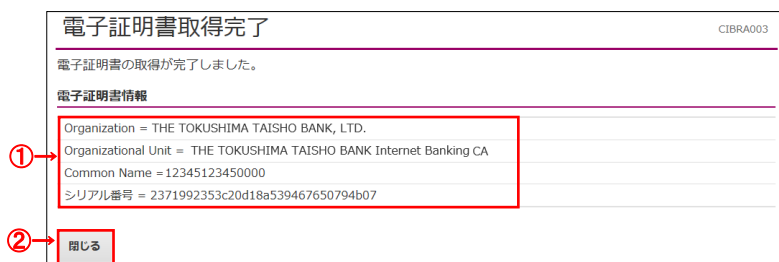 電子証明書取得完了
CIBRA003
電子証明書の取得が完了しました。
電子証明書情報
Organization = THE TOKUSHIMA TAISHO BANK, LTD.
Organizational Unit = THE TOKUSHIMA TAISHO BANK Internet Banking CA
①
Common Name =12345123450000
シリアル番号 = 2371992353c20d18a539467650794b07
②
閉じる